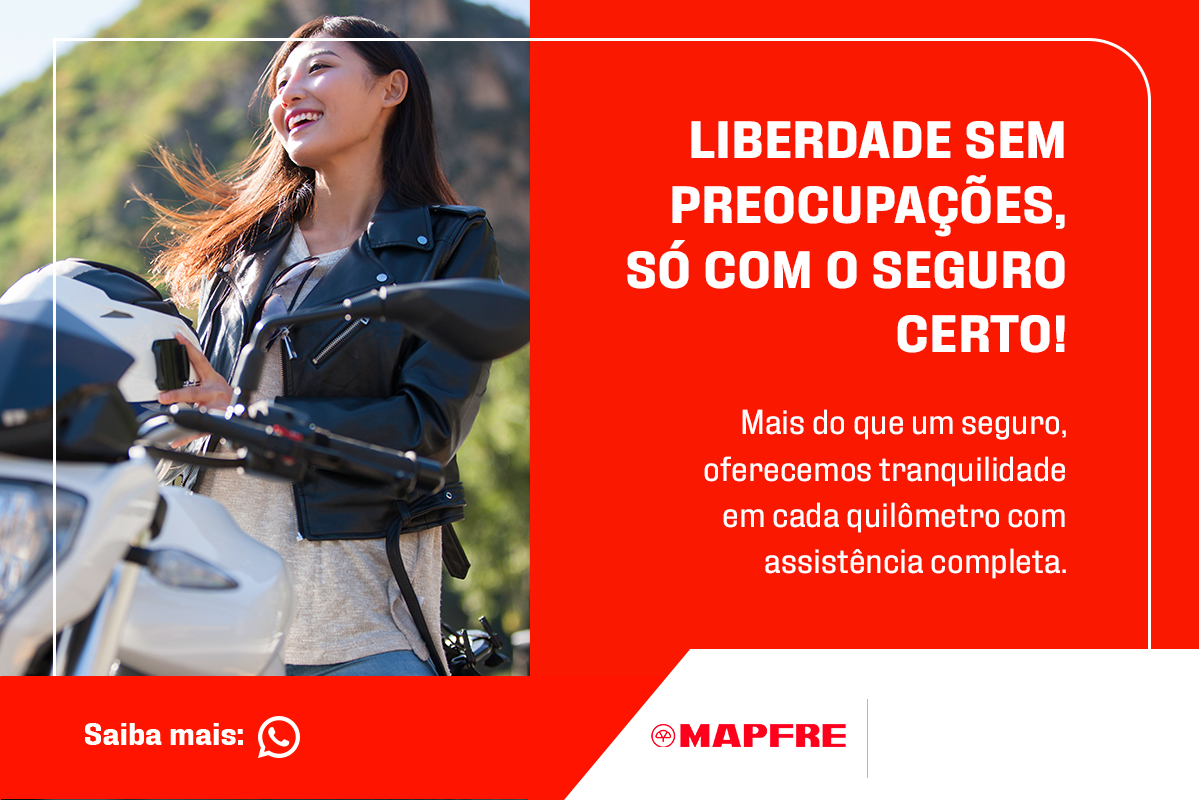 LIBERDADE SEM
PREOCUPAÇÕES,
SÓ COM O SEGURO
CERTO!
Mais do que um seguro,
oferecemos tranquilidade
em cada quilômetro com
assistência completa.
Saiba mais:
MAPFRE